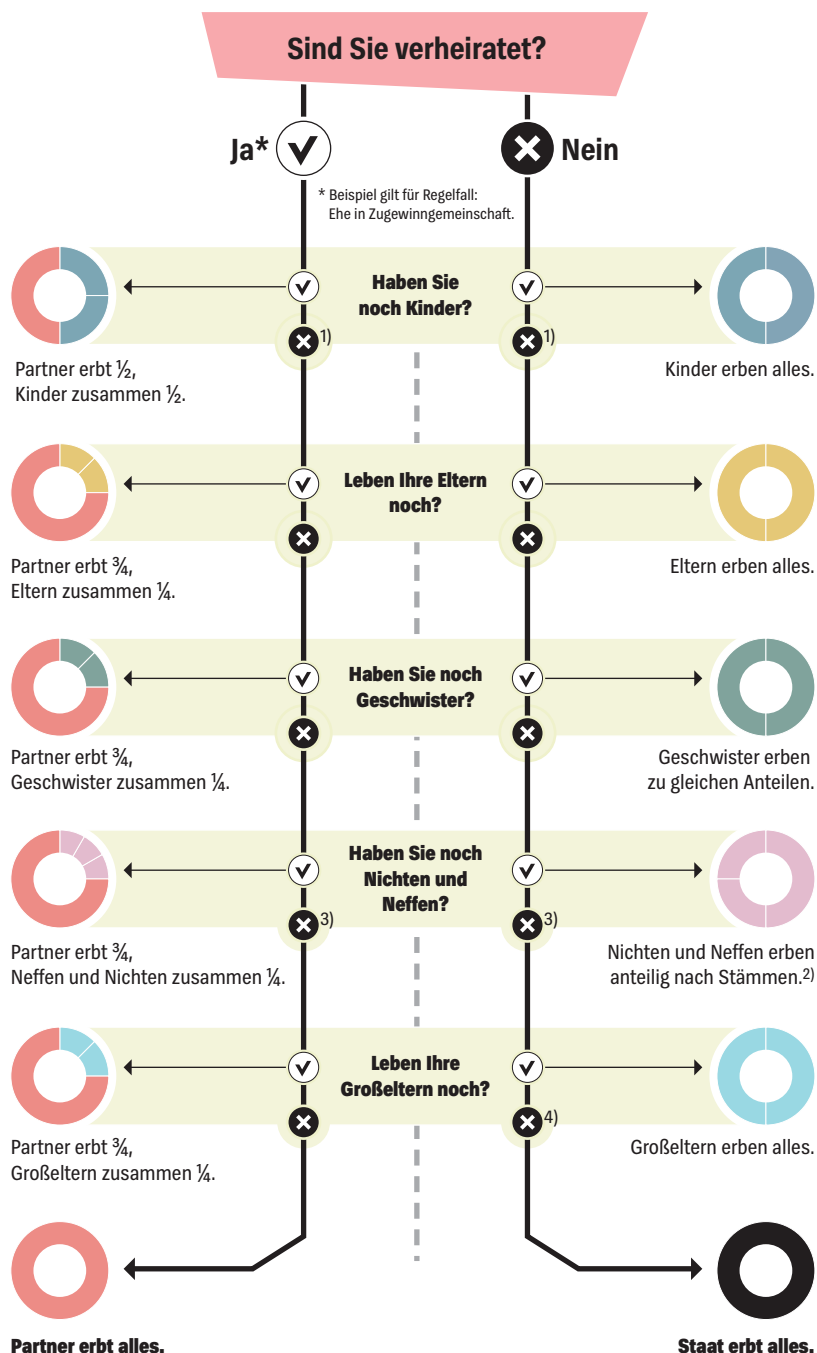 Sind Sie verheiratet?
Ja*
Nein
* Beispiel gilt für Regelfall:
Ehe in Zugewinngemeinschaft.
Haben Sie
noch Kinder?
1)
1)
Partner erbt ½,
Kinder zusammen ½.
Kinder erben alles.
Leben Ihre Eltern
noch?
Partner erbt ¾,
Eltern zusammen ¼.
Eltern erben alles.
Haben Sie noch
Geschwister?
Partner erbt ¾,
Geschwister zusammen ¼.
Geschwister erben
zu gleichen Anteilen.
Haben Sie noch
Nichten und
Neffen?
3)
3)
Partner erbt ¾,
Neffen und Nichten zusammen ¼.
Nichten und Neffen erben
anteilig nach Stämmen.2)
Leben Ihre
Großeltern noch?
4)
Partner erbt ¾,
Großeltern zusammen ¼.
Großeltern erben alles.
Partner erbt alles.
Staat erbt alles.